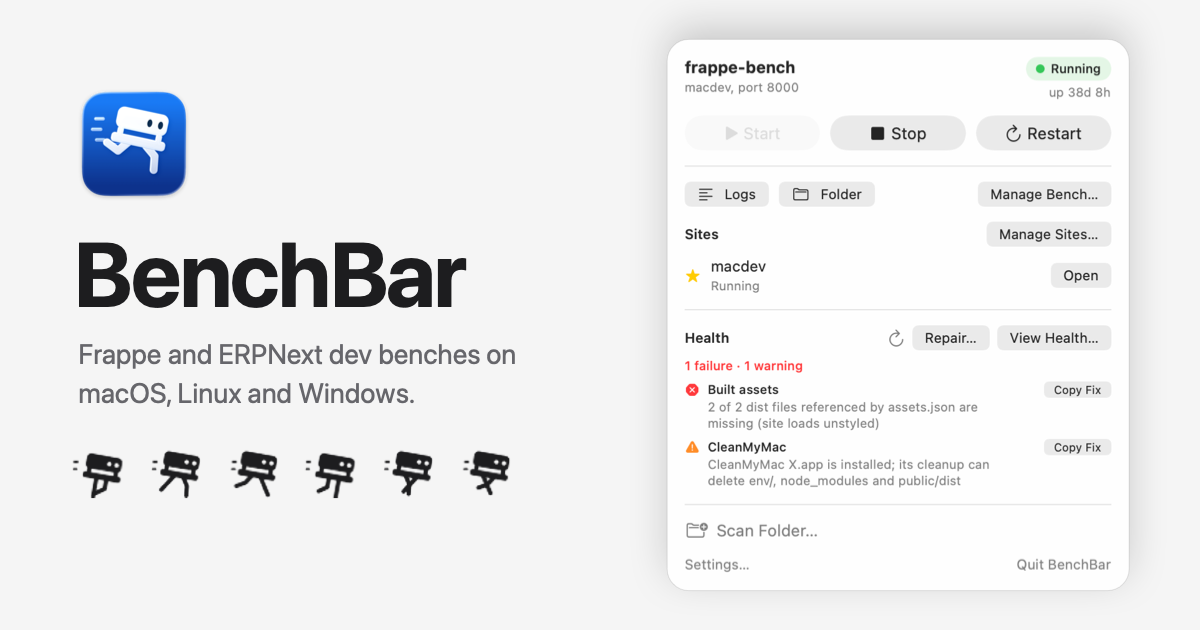 BenchBar
Frappe and ERPNext dev benches on
macOS, Linux and Windows.
frappe-bench
Running
macdev, port 8000
up 38d 8h
Start
Stop
Restart
Logs
Folder
Manage Bench...
Sites
Manage Sites...
macdev
Running
Open
Health
Repair...
View Health...
1 failure · 1 warning
Built assets
Copy Fix
2 of 2 dist files referenced by assets.json are
missing (site loads unstyled)
CleanMyMac
Copy Fix
CleanMyMac X.app is installed; its cleanup can
delete env/, node_modules and public/dist
Scan Folder...
Settings...
Quit BenchBar